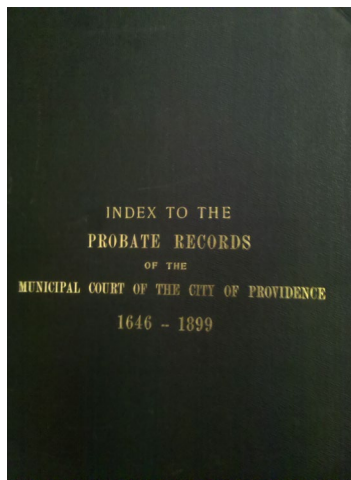 INDEX TO THE
PROBATE RECORDS
OF THE
MUNICIPAL COURT OF THE CITY OF PROVIDENCE
1646 - 1899